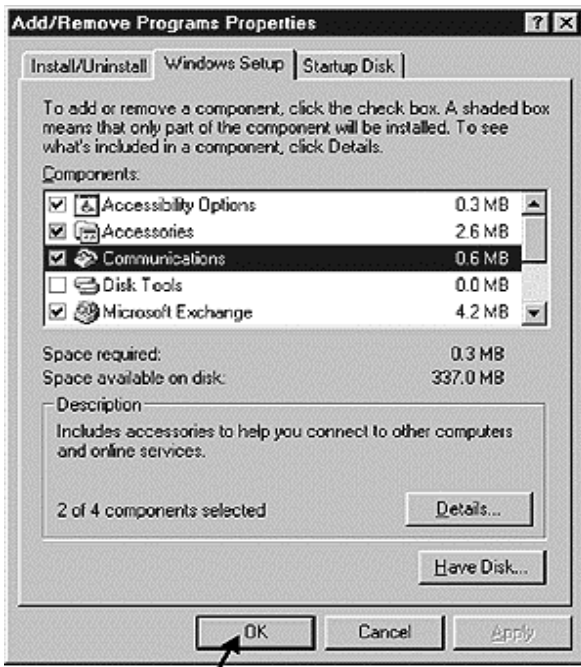 Add/Remove Programs Properties
Install/Uninstall Windows Setup Startup Disk
To add or remove a component, click the check box. A shaded box
means that only part of the component will be installed. To see
what's included in a component, click Details.
Components:
Accessibility Options 0.3 MB
Accessories 2.6 MB
Communications 0.6 MB
Disk Tools 0.0 MB
Microsoft Exchange 4.2 MB
Space required: 0.3 MB
Space available on disk: 337.0 MB
Description
Includes accessories to help you connect to other computers
and online services.
2 of 4 components selected Details...
Have Disk...
OK Cancel Apply